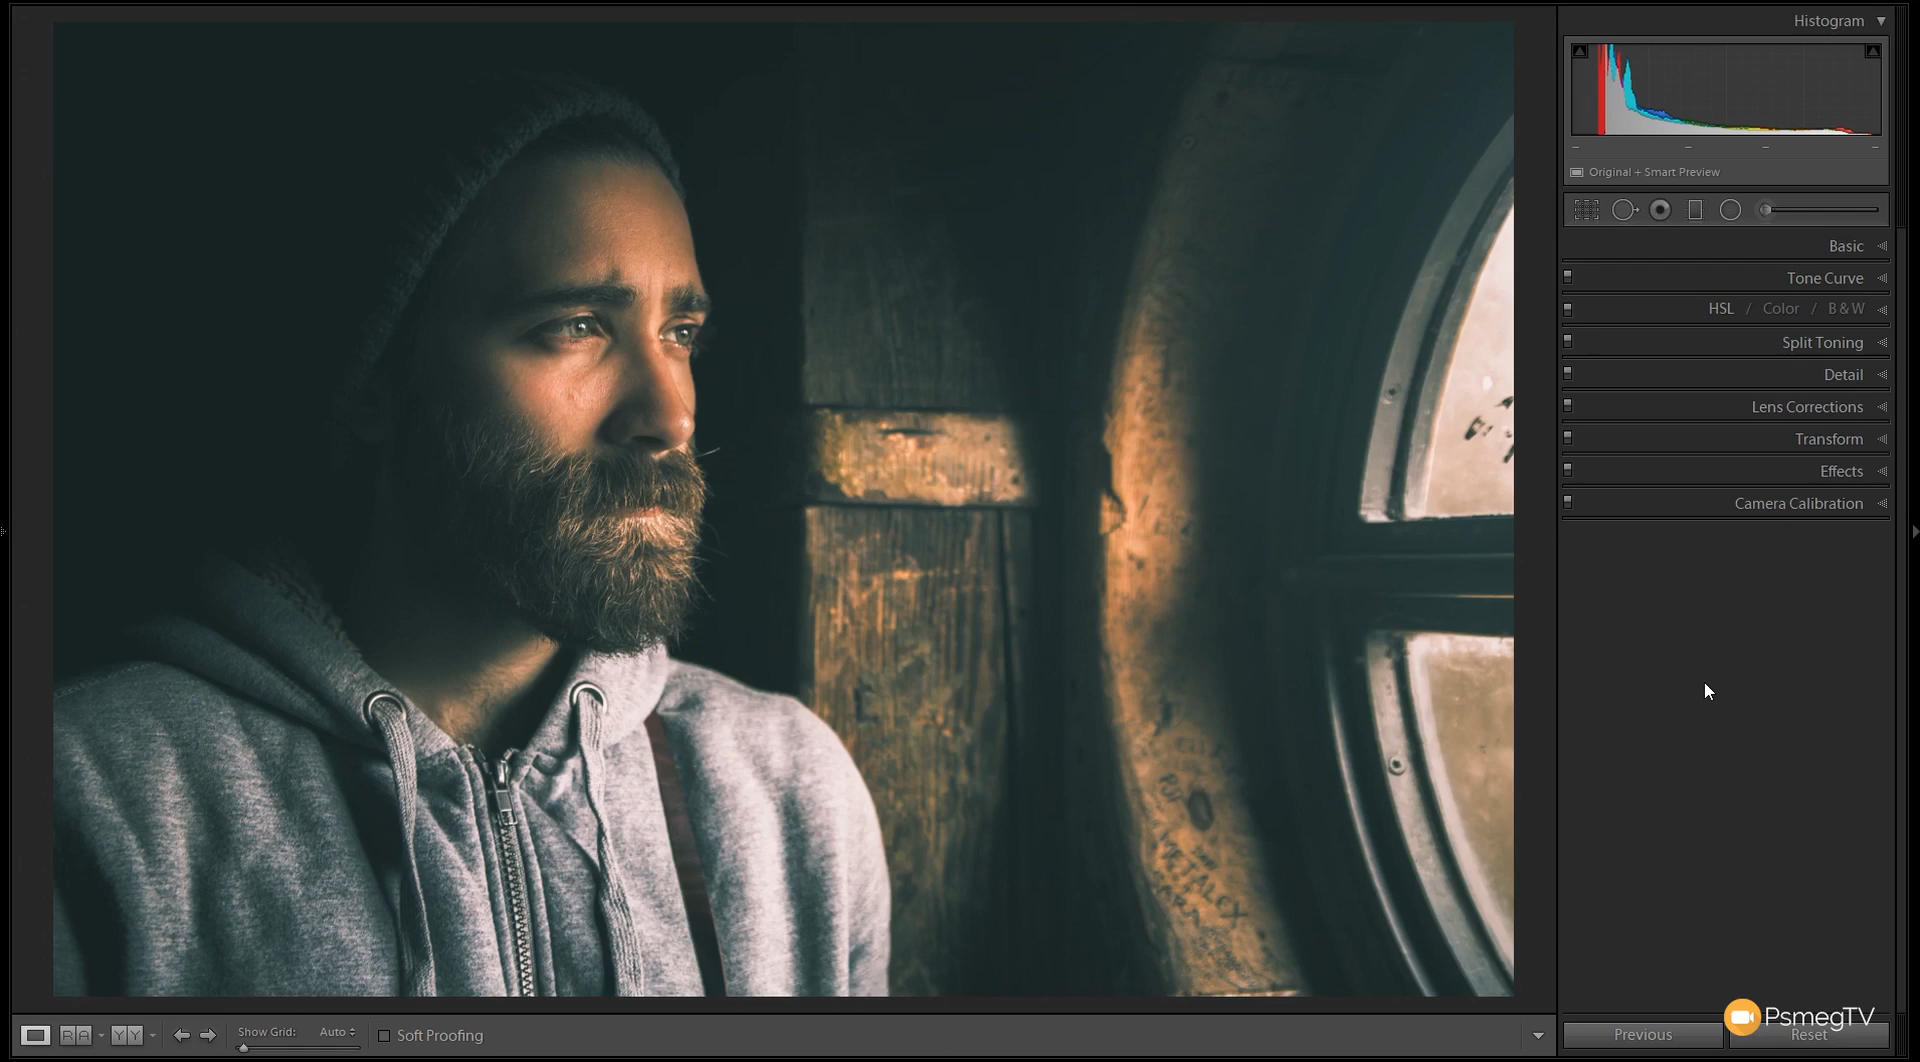 Histogram
Original + Smart Preview
Basic
Tone Curve
HSL / Color / B & W
Split Toning
Detail
Lens Corrections
Transform
Effects
Camera Calibration
METALCX
R A
Y Y
Show Grid: Auto
Soft Proofing
PsmegTV
Previous
Reset